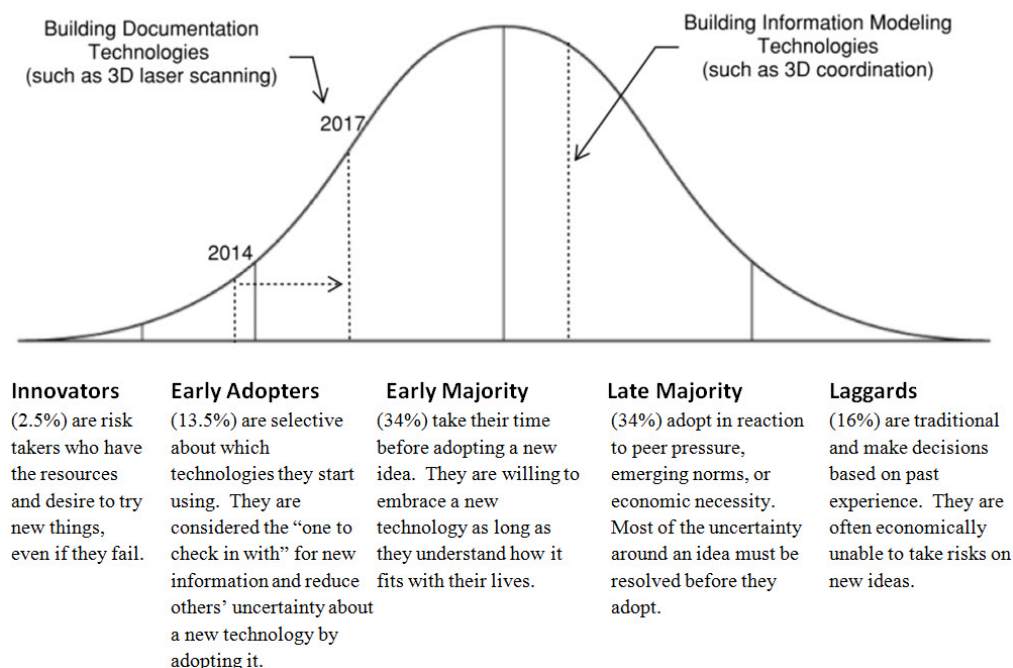 Building Documentation
Technologies
(such as 3D laser scanning)
Building Information Modeling
Technologies
(such as 3D coordination)
2017
2014
Innovators
(2.5%) are risk
takers who have
the resources
and desire to try
new things,
even if they fail.
Early Adopters
(13.5%) are selective
about which
technologies they start
using.  They are
considered the “one to
check in with” for new
information and reduce
others’ uncertainty about
a new technology by
adopting it.
Early Majority
(34%) take their time
before adopting a new
idea.  They are willing to
embrace a new
technology as long as
they understand how it
fits with their lives.
Late Majority
(34%) adopt in reaction
to peer pressure,
emerging norms, or
economic necessity.
Most of the uncertainty
around an idea must be
resolved before they
adopt.
Laggards
(16%) are traditional
and make decisions
based on past
experience.  They are
often economically
unable to take risks on
new ideas.